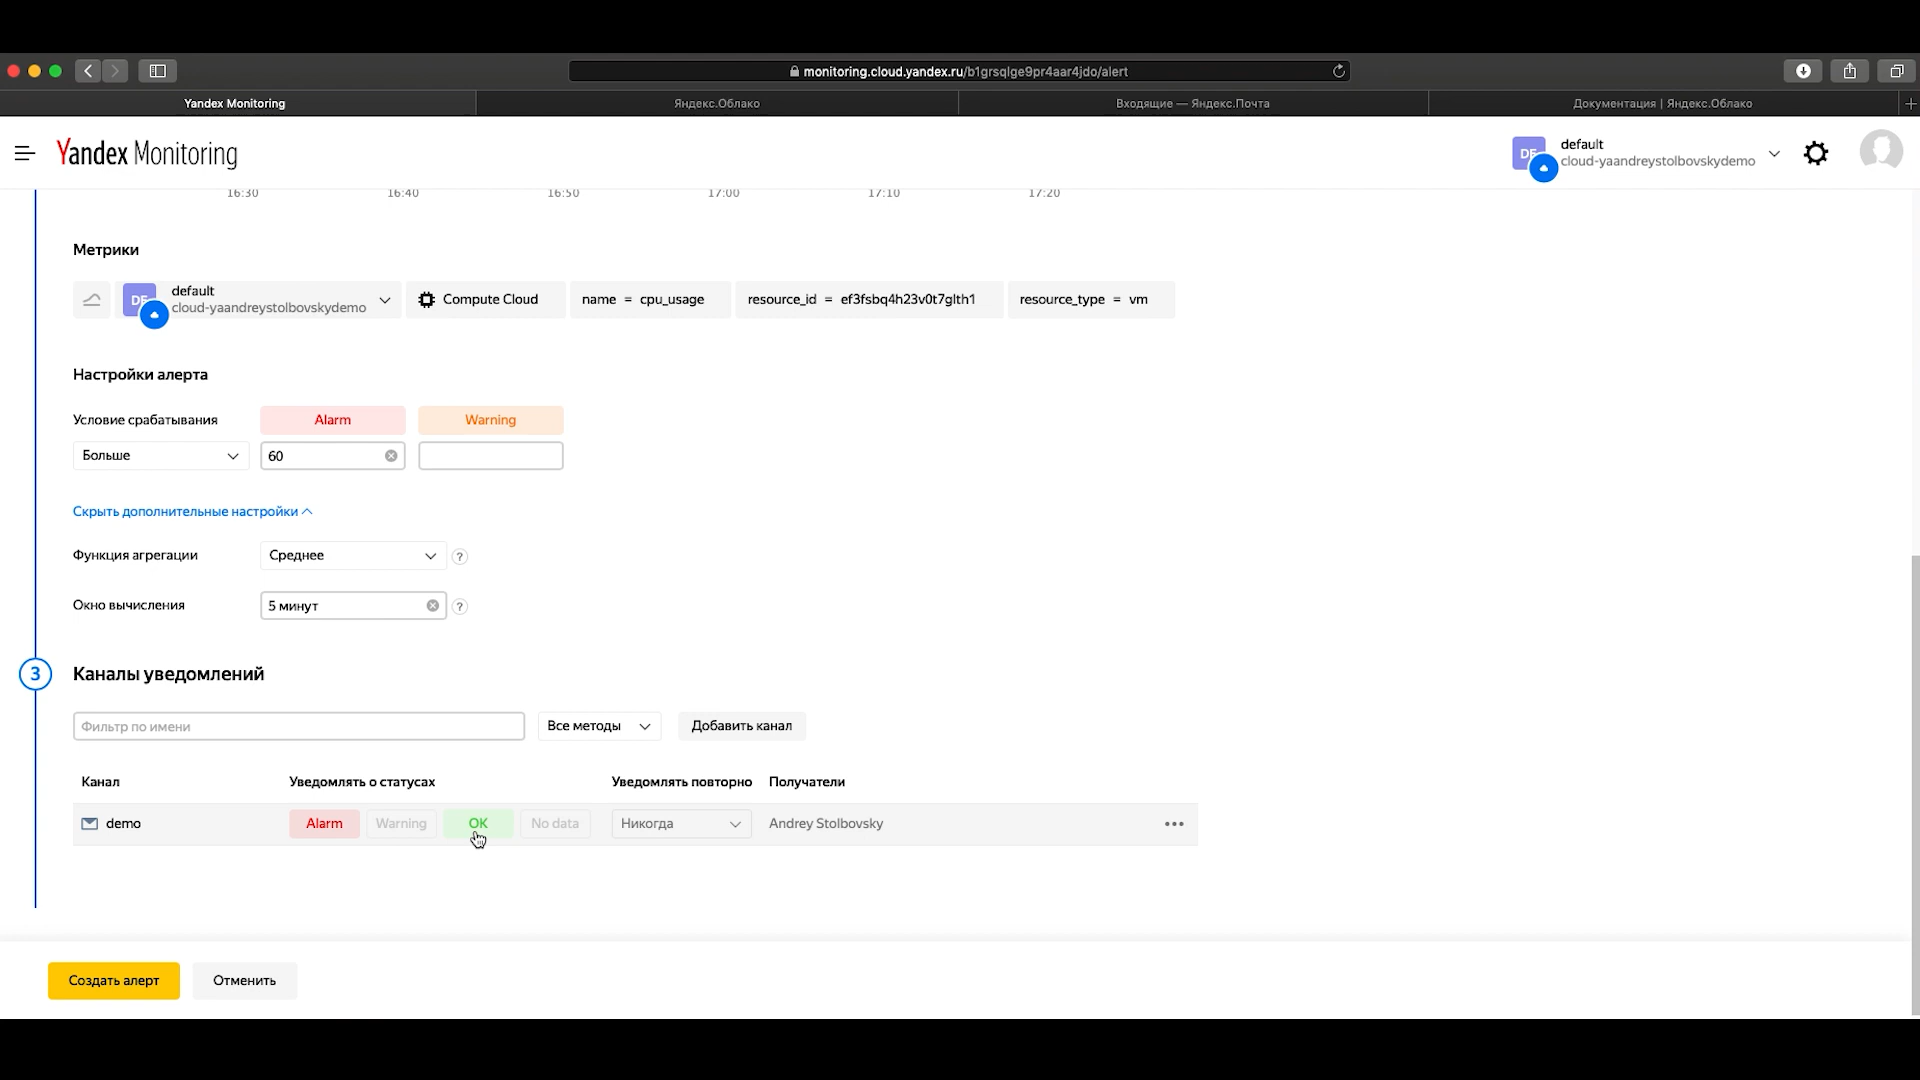 monitoring.cloud.yandex.ru/b1grsqlge9pr4aar4jdo/alert
Yandex Monitoring
Яндекс.Облако
Входящие — Яндекс.Почта
Документация | Яндекс.Облако
Yandex Monitoring
DE
default
cloud-yaandreystolbovskydemo
16:30 16:40 16:50 17:00 17:10 17:20
Метрики
DE
default
cloud-yaandreystolbovskydemo
Compute Cloud
name = cpu_usage
resource_id = ef3fsbq4h23v0t7glth1
resource_type = vm
Настройки алерта
Условие срабатывания
Alarm
Warning
Больше
60
Скрыть дополнительные настройки
Функция агрегации
Среднее
?
Окно вычисления
5 минут
?
3
Каналы уведомлений
Фильтр по имени
Все методы
Добавить канал
Канал
Уведомлять о статусах
Уведомлять повторно
Получатели
demo
Alarm
Warning
OK
No data
Никогда
Andrey Stolbovsky
Создать алерт
Отменить